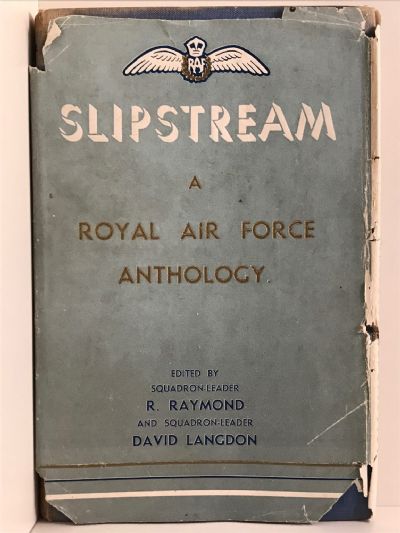 RAF
SLIPSTREAM
A
ROYAL AIR FORCE
ANTHOLOGY
EDITED BY
SQUADRON-LEADER
R. RAYMOND
AND SQUADRON-LEADER
DAVID LANGDON